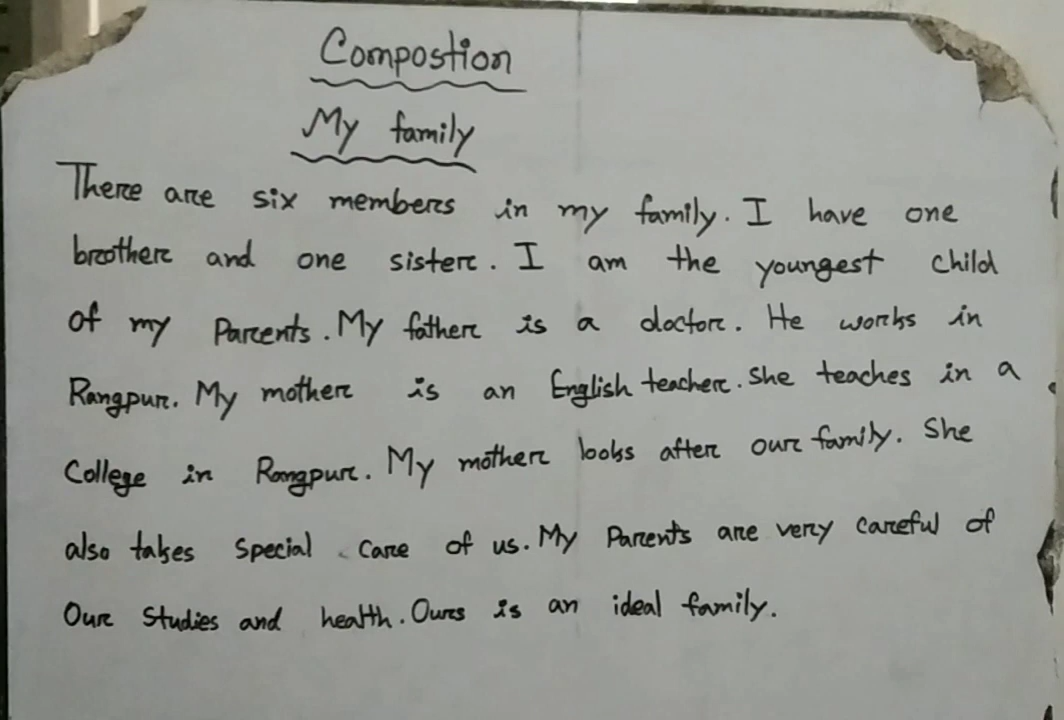 Compostion
My family
There are six members in my family. I have one
brother and one sister. I am the youngest child
of my Parents. My father is a doctor. He works in
Rangpur. My mother is an English teacher. She teaches in a
College in Rangpur. My mother looks after our family. She
also takes special care of us. My Parents are very careful of
Our Studies and health. Ours is an ideal family.